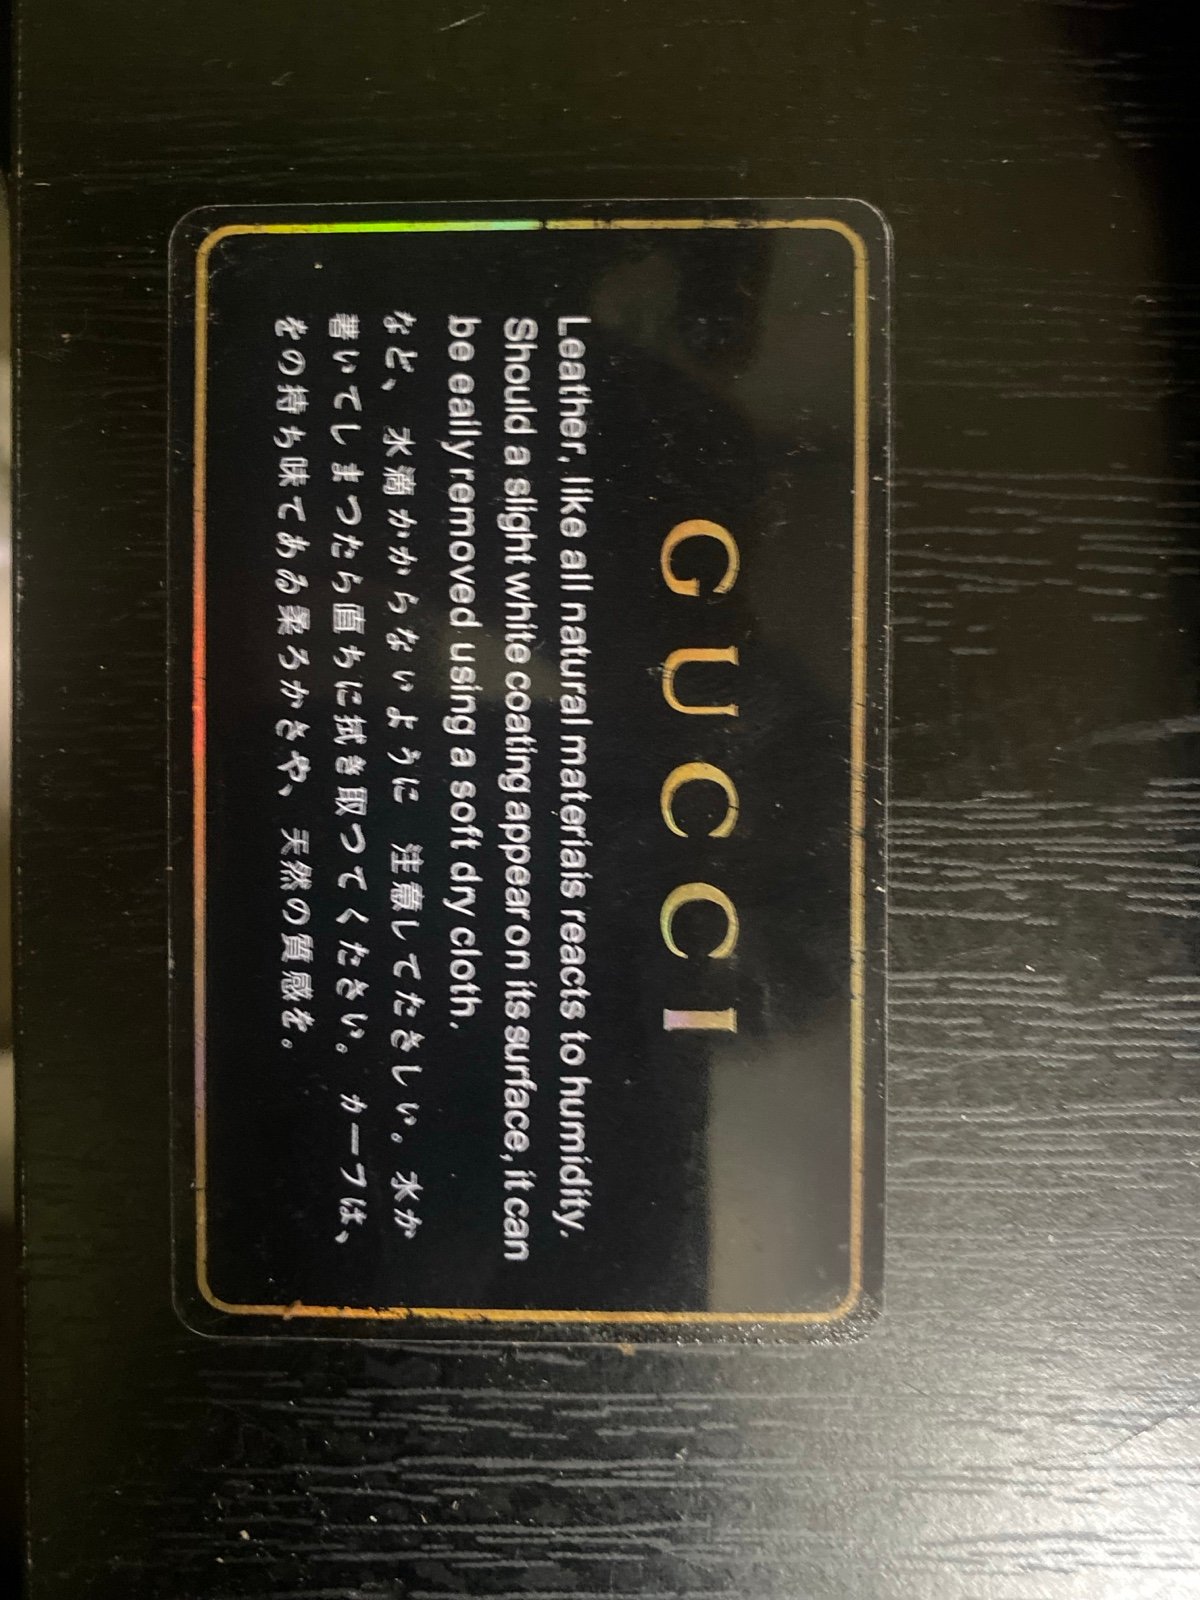 GUCCI
Leather, like all natural materials reacts to humidity.
Should a slight white coating appear on its surface, it can
be eaily removed using a soft dry cloth.
など、水滴かからないように 注意してたさしい。水か
着いてしまつたら直ちに拭き取つてくたさい。 カーフは、
をの持ち味てある柔ろかさや、天然の質感を。